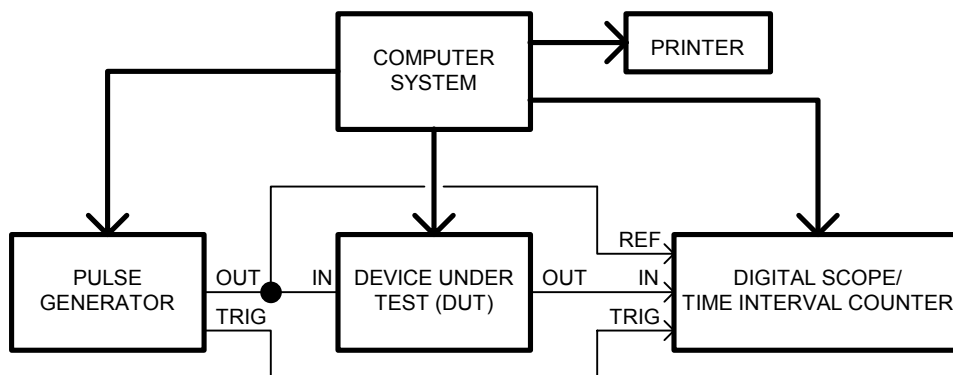 COMPUTER
SYSTEM
PRINTER
REF
PULSE
GENERATOR
OUT
TRIG
IN
DEVICE UNDER
TEST (DUT)
OUT
IN
TRIG
DIGITAL SCOPE/
TIME INTERVAL COUNTER